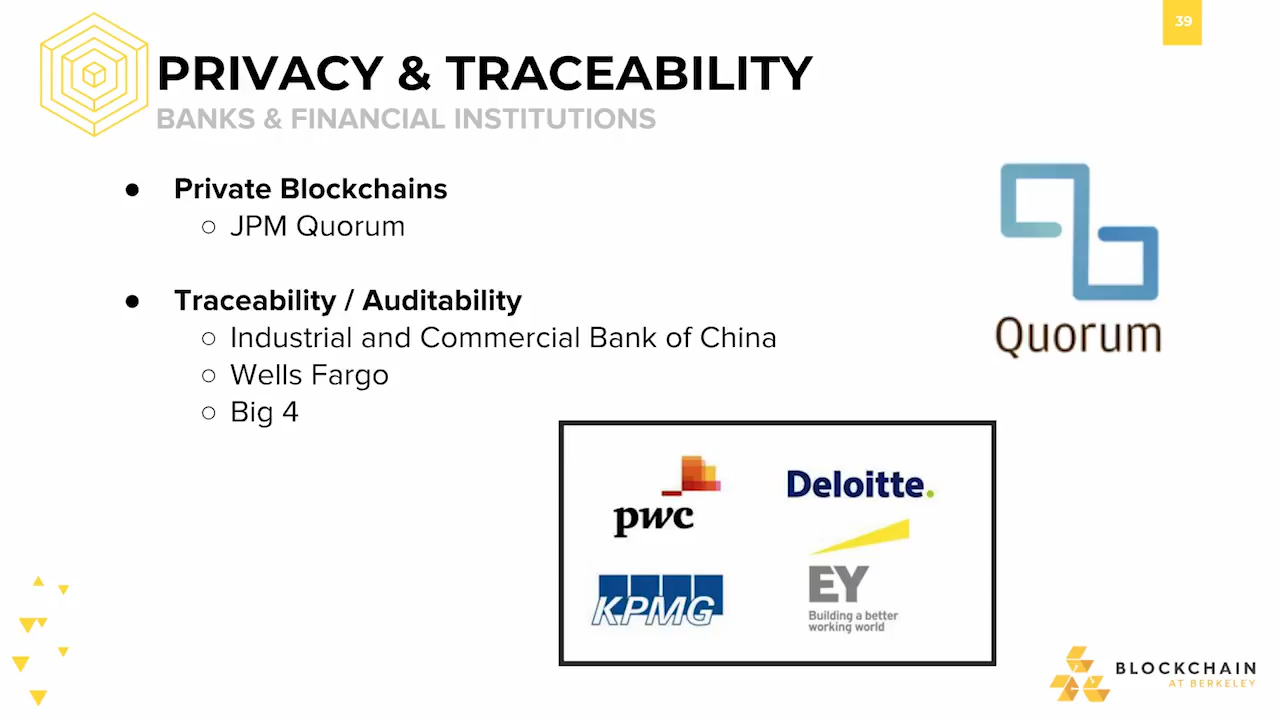 39
PRIVACY & TRACEABILITY
BANKS & FINANCIAL INSTITUTIONS
● Private Blockchains
○ JPM Quorum
● Traceability / Auditability
○ Industrial and Commercial Bank of China
○ Wells Fargo
○ Big 4
Quorum
pwc
Deloitte.
KPMG
EY
Building a better
working world
BLOCKCHAIN
AT BERKELEY